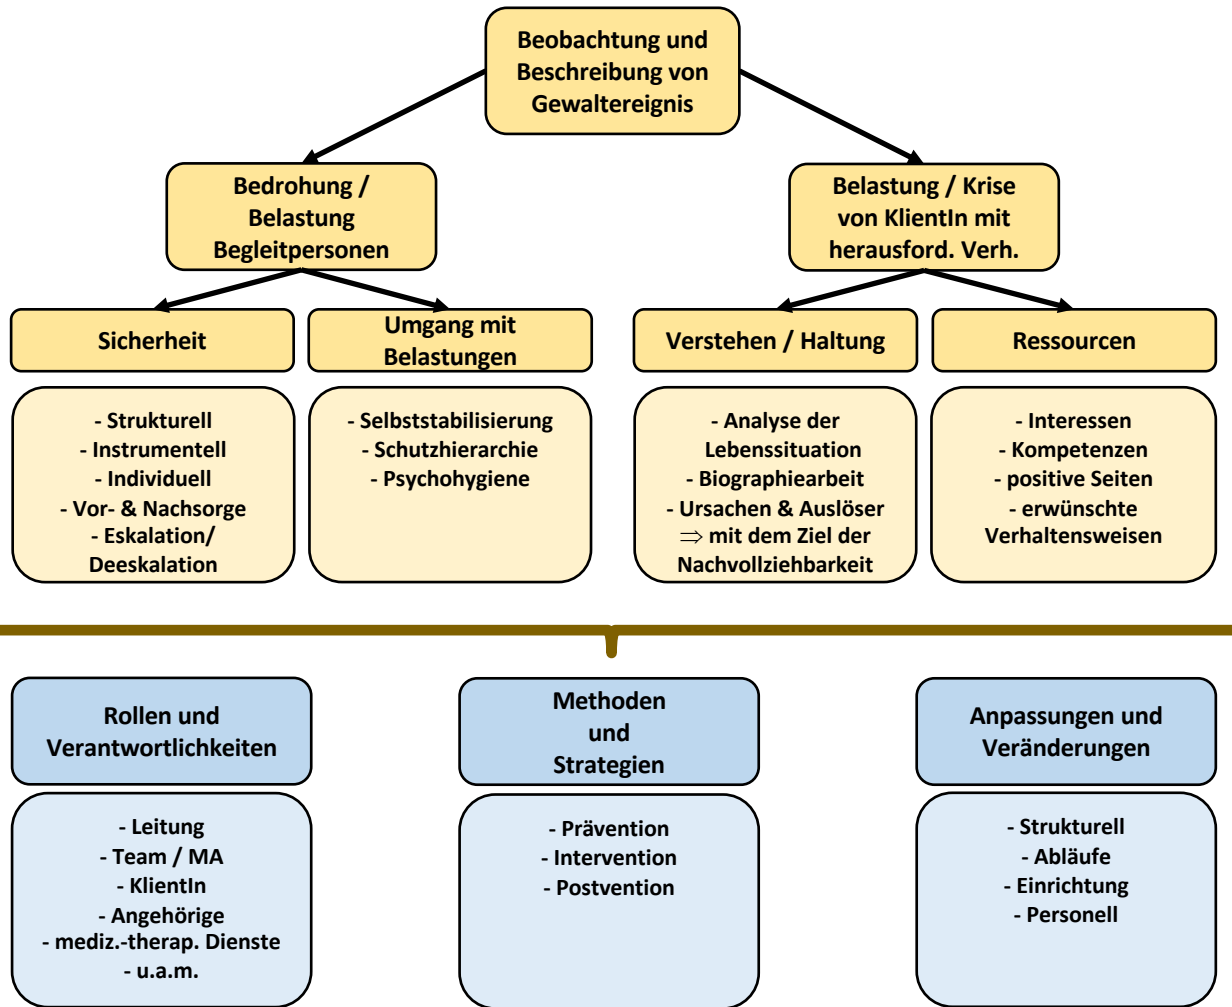 Beobachtung und
Beschreibung von
Gewaltereignis
Bedrohung /
Belastung
Begleitpersonen
Belastung / Krise
von KlientIn mit
herausford. Verh.
Sicherheit
Umgang mit
Belastungen
Verstehen / Haltung
Ressourcen
- Strukturell
- Instrumentell
- Individuell
- Vor- & Nachsorge
- Eskalation/
Deeskalation
- Selbststabilisierung
- Schutzhierarchie
- Psychohygiene
- Analyse der
Lebenssituation
- Biographiearbeit
- Ursachen & Auslöser
⇒ mit dem Ziel der
Nachvollziehbarkeit
- Interessen
- Kompetenzen
- positive Seiten
- erwünschte
Verhaltensweisen
Rollen und
Verantwortlichkeiten
Methoden
und
Strategien
Anpassungen und
Veränderungen
- Leitung
- Team / MA
- KlientIn
- Angehörige
- mediz.-therap. Dienste
- u.a.m.
- Prävention
- Intervention
- Postvention
- Strukturell
- Abläufe
- Einrichtung
- Personell